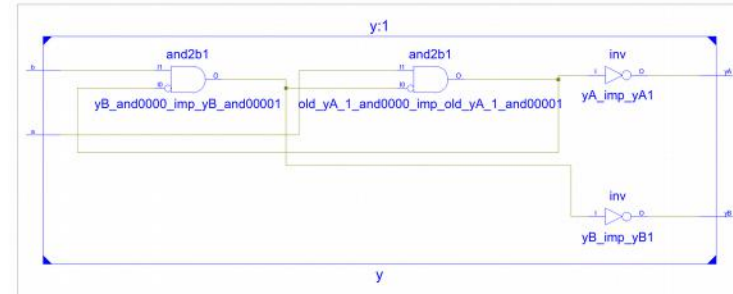 y:1
and2b1
and2b1
inv
b
I1
O
I1
O
I
O
yA
I0
I0
yA_imp_yA1
yB_and0000_imp_yB_and00001
old_yA_1_and0000_imp_old_yA_1_and00001
a
inv
I
O
yB
yB_imp_yB1
y